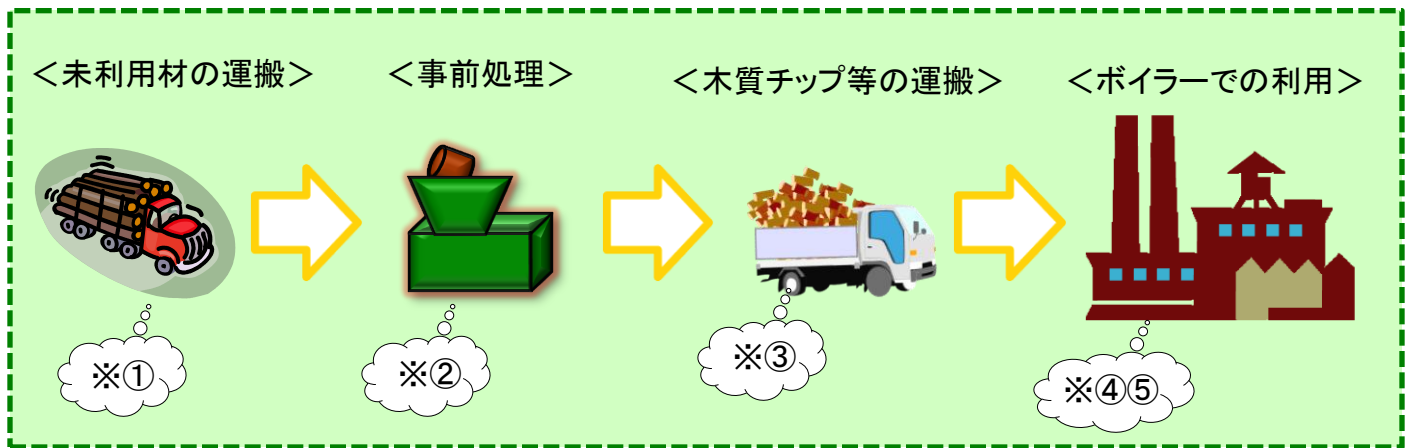 ＜未利用材の運搬＞
＜事前処理＞
＜木質チップ等の運搬＞
＜ボイラーでの利用＞
※①
※②
※③
※④⑤